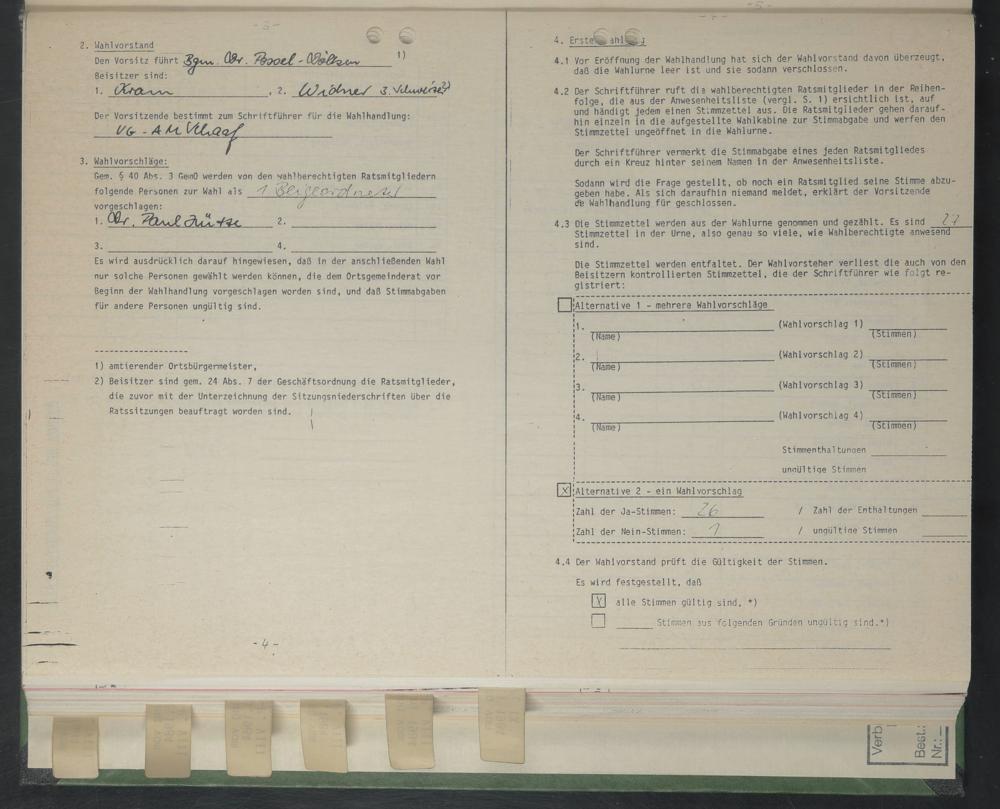 - 3 -
2. Wahlvorstand
Den Vorsitz führt Bgm. Dr. 1)
Beisitzer sind:
1. Kram, 2. Widner 2)
Der Vorsitzende bestimmt zum Schriftführer für die Wahlhandlung:
VG-AM
3. Wahlvorschläge:
Gem. § 40 Abs. 3 GemO werden von den wahlberechtigten Ratsmitgliedern
folgende Personen zur Wahl als 1 Beigeordneter
vorgeschlagen:
1. Dr. Paul 2.
3. 4.
Es wird ausdrücklich darauf hingewiesen, daß in der anschließenden Wahl
nur solche Personen gewählt werden können, die dem Ortsgemeinderat vor
Beginn der Wahlhandlung vorgeschlagen worden sind, und daß Stimmabgaben
für andere Personen ungültig sind.
1) amtierender Ortsbürgermeister,
2) Beisitzer sind gem. 24 Abs. 7 der Geschäftsordnung die Ratsmitglieder,
die zuvor mit der Unterzeichnung der Sitzungsniederschriften über die
Ratssitzungen beauftragt worden sind.
- 4 -
4. Erste
4.1 Vor Eröffnung der Wahlhandlung hat sich der Wahlvorstand davon überzeugt,
daß die Wahlurne leer ist und sie sodann verschlossen.
4.2 Der Schriftführer ruft die wahlberechtigten Ratsmitglieder in der Reihen-
folge, die aus der Anwesenheitsliste (vergl. S. 1) ersichtlich ist, auf
und händigt jedem einen Stimmzettel aus. Die Ratsmitglieder gehen darauf-
hin einzeln in die aufgestellte Wahlkabine zur Stimmabgabe und werfen den
Stimmzettel ungeöffnet in die Wahlurne.
Der Schriftführer vermerkt die Stimmabgabe eines jeden Ratsmitgliedes
durch ein Kreuz hinter seinem Namen in der Anwesenheitsliste.
Sodann wird die Frage gestellt, ob noch ein Ratsmitglied seine Stimme abzu-
geben habe. Als sich daraufhin niemand meldet, erklärt der Vorsitzende
die Wahlhandlung für geschlossen.
4.3 Die Stimmzettel werden aus der Wahlurne genommen und gezählt. Es sind 27
Stimmzettel in der Urne, also genau so viele, wie Wahlberechtigte anwesend
sind.
Die Stimmzettel werden entfaltet. Der Wahlvorsteher verliest die auch von den
Beisitzern kontrollierten Stimmzettel, die der Schriftführer wie folgt re-
gistriert:
Alternative 1 - mehrere Wahlvorschläge
1. (Wahlvorschlag 1)
(Name) (Stimmen)
2. (Wahlvorschlag 2)
(Name) (Stimmen)
3. (Wahlvorschlag 3)
(Name) (Stimmen)
4. (Wahlvorschlag 4)
(Name) (Stimmen)
Stimmenthaltungen
ungültige Stimmen
X Alternative 2 - ein Wahlvorschlag
Zahl der Ja-Stimmen: 26 / Zahl der Enthaltungen
Zahl der Nein-Stimmen: 1 / ungültige Stimmen
4.4 Der Wahlvorstand prüft die Gültigkeit der Stimmen.
Es wird festgestellt, daß
X alle Stimmen gültig sind, *)
Stimmen aus folgenden Gründen ungültig sind.*)
Verb
Best.:
Nr.: